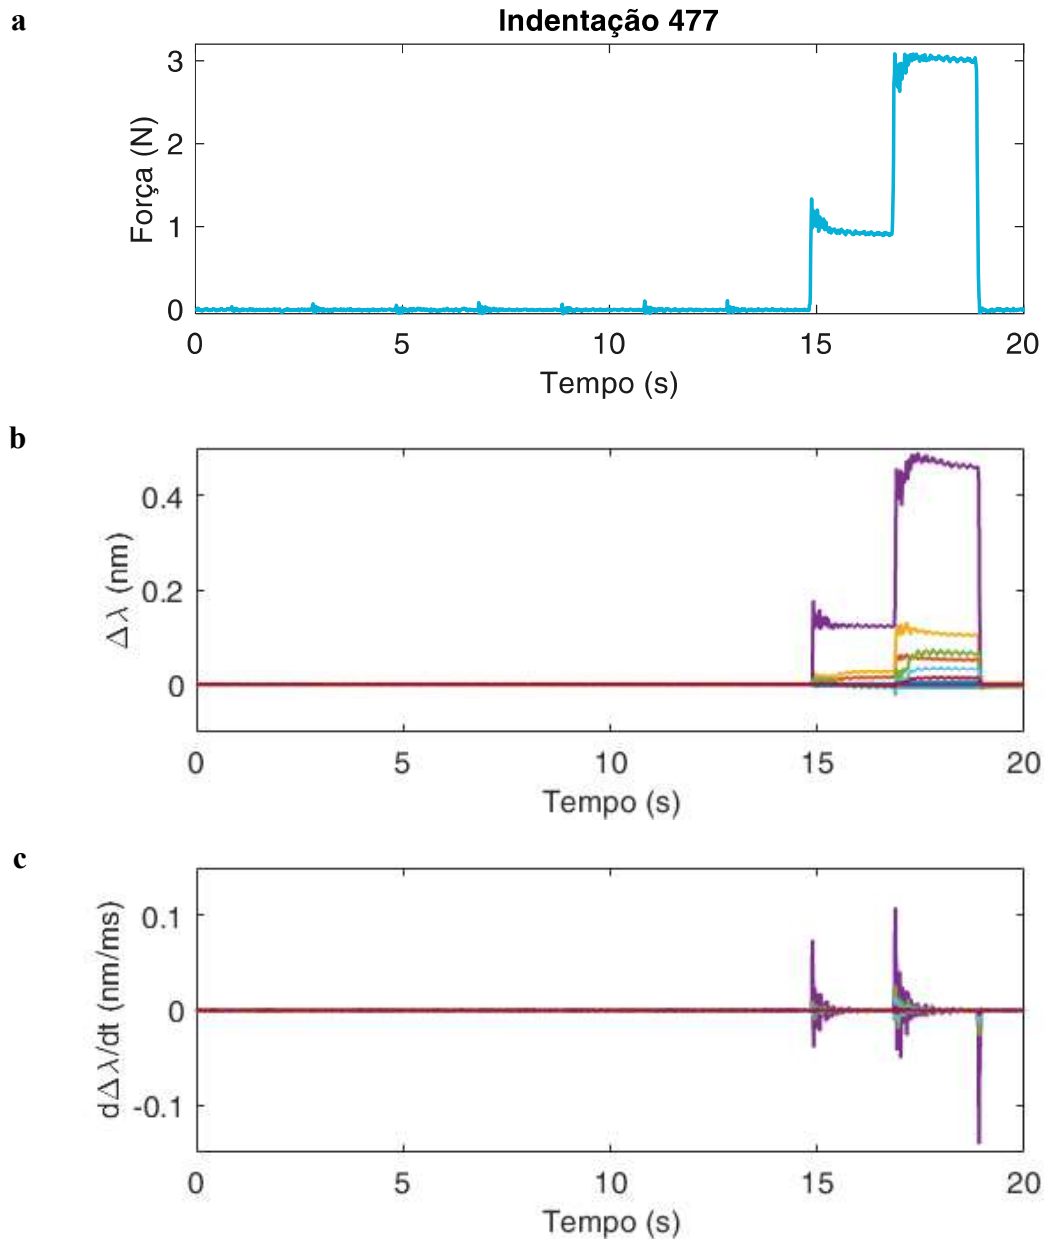 a
Indentação 477
Força (N)
3
2
1
0
0 5 10 15 20
Tempo (s)
b
Δλ (nm)
0.4
0.2
0
0 5 10 15 20
Tempo (s)
c
dΔλ/dt (nm/ms)
0.1
0
-0.1
0 5 10 15 20
Tempo (s)